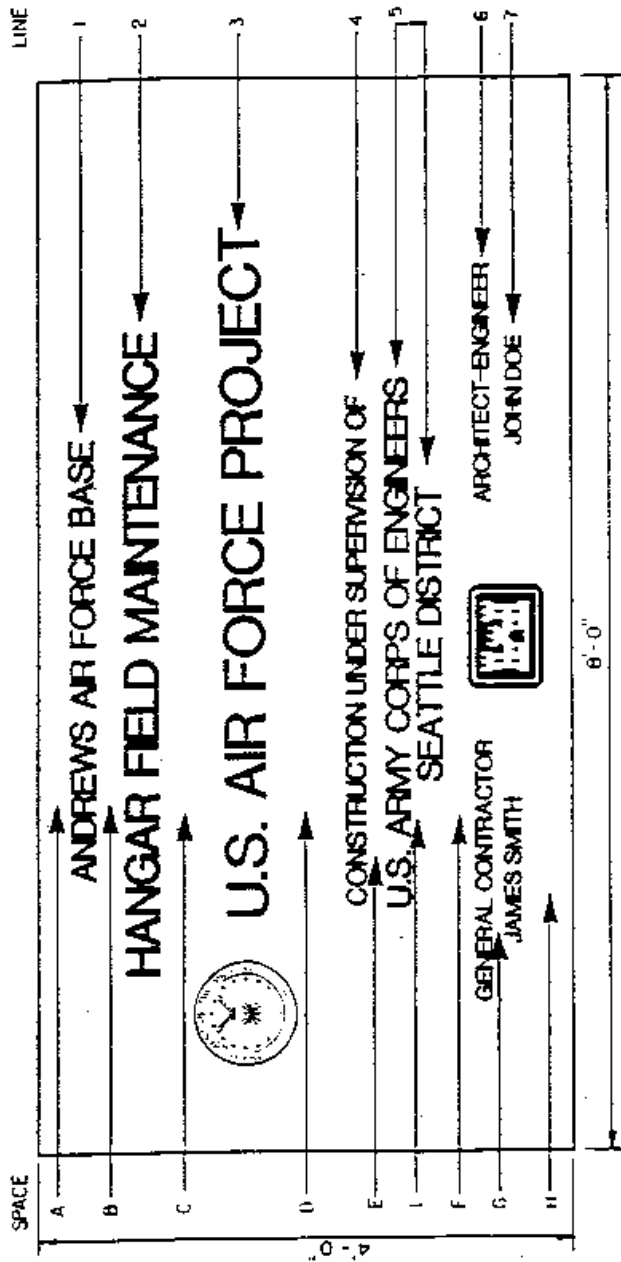 SPACE
LINE
A
1
ANDREWS AIR FORCE BASE
B
2
HANGAR FIELD MAINTENANCE
C
3
U.S. AIR FORCE PROJECT
D
4
CONSTRUCTION UNDER SUPERVISION OF
E
5
U.S. ARMY CORPS OF ENGINEERS
SEATTLE DISTRICT
F
6
GENERAL CONTRACTOR
ARCHITECT-ENGINEER
G
7
JAMES SMITH
JOHN DOE
H
4'-0"
8'-0"